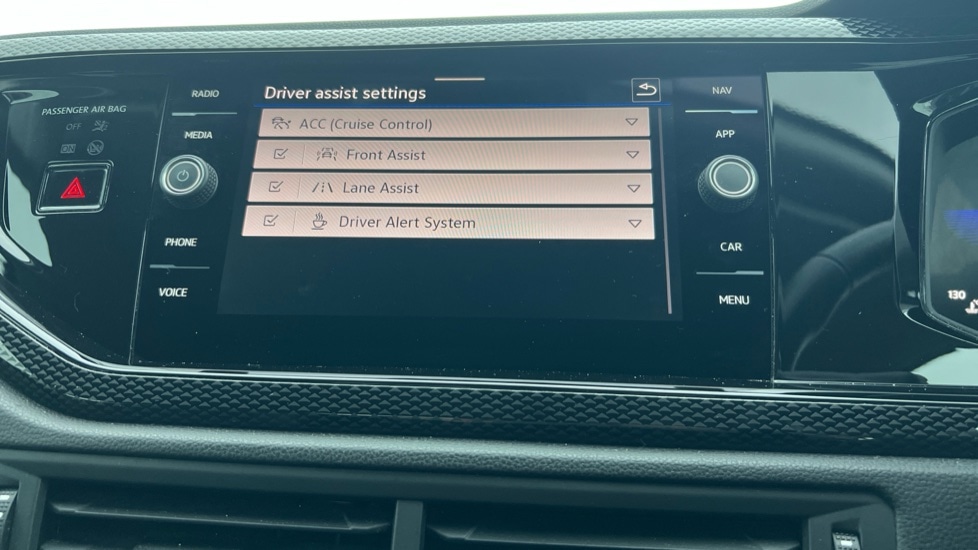 Driver assist settings
ACC (Cruise Control)
Front Assist
Lane Assist
Driver Alert System
PASSENGER AIR BAG
OFF
RADIO
MEDIA
PHONE
VOICE
NAV
APP
CAR
MENU
130